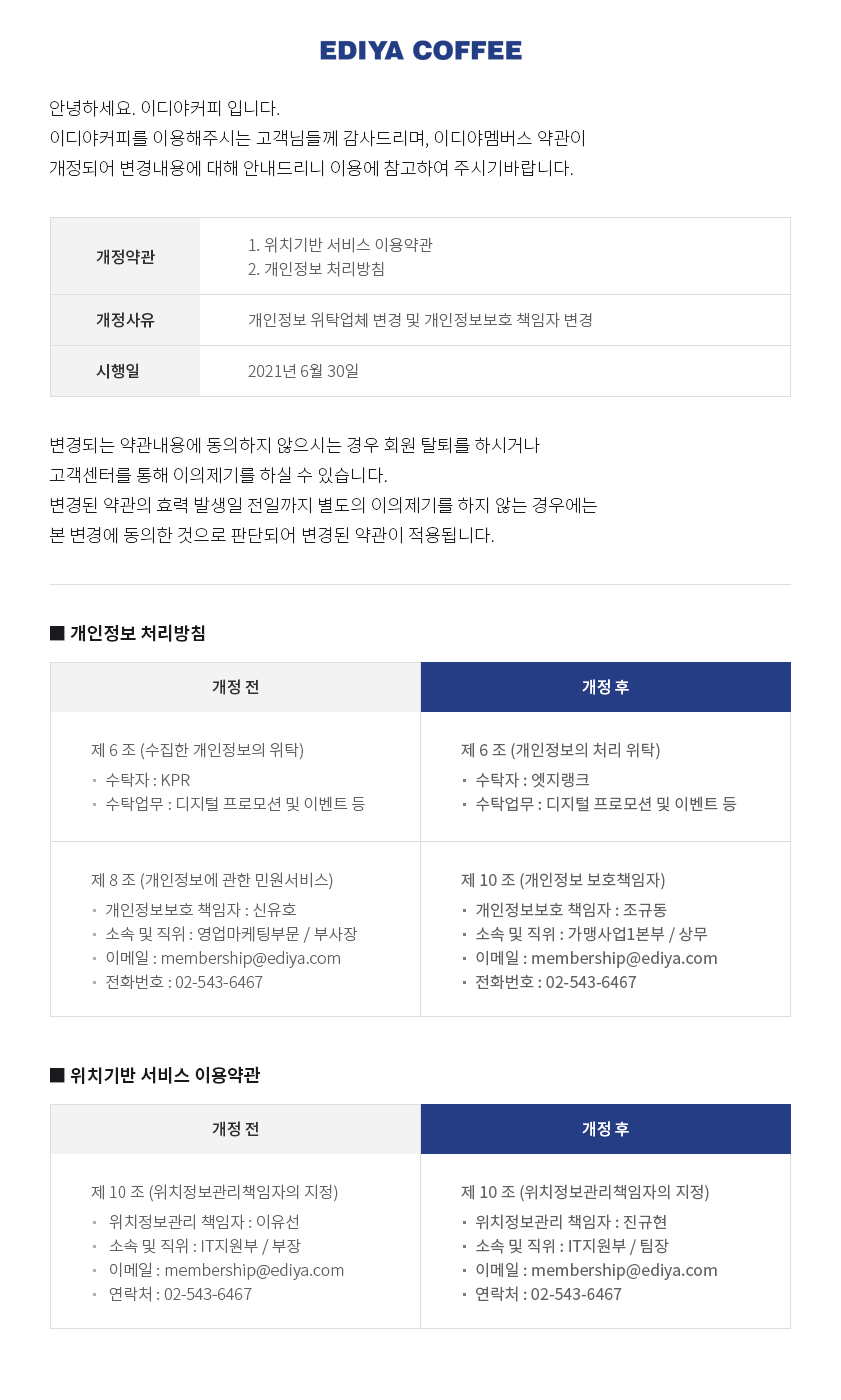 EDIYA COFFEE
안녕하세요. 이디야커피 입니다.
이디야커피를 이용해주시는 고객님들께 감사드리며, 이디야멤버스 약관이
개정되어 변경내용에 대해 안내드리니 이용에 참고하여 주시기바랍니다.
개정약관
1. 위치기반 서비스 이용약관
2. 개인정보 처리방침
개정사유
개인정보 위탁업체 변경 및 개인정보보호 책임자 변경
시행일
2021년 6월 30일
변경되는 약관내용에 동의하지 않으시는 경우 회원 탈퇴를 하시거나
고객센터를 통해 이의제기를 하실 수 있습니다.
변경된 약관의 효력 발생일 전일까지 별도의 이의제기를 하지 않는 경우에는
본 변경에 동의한 것으로 판단되어 변경된 약관이 적용됩니다.
■ 개인정보 처리방침
개정 전
개정 후
제 6 조 (수집한 개인정보의 위탁)
· 수탁자 : KPR
· 수탁업무 : 디지털 프로모션 및 이벤트 등
제 6 조 (개인정보의 처리 위탁)
· 수탁자 : 엣지랭크
· 수탁업무 : 디지털 프로모션 및 이벤트 등
제 8 조 (개인정보에 관한 민원서비스)
· 개인정보보호 책임자 : 신유호
· 소속 및 직위 : 영업마케팅부문 / 부사장
· 이메일 : membership@ediya.com
· 전화번호 : 02-543-6467
제 10 조 (개인정보 보호책임자)
· 개인정보보호 책임자 : 조규동
· 소속 및 직위 : 가맹사업1본부 / 상무
· 이메일 : membership@ediya.com
· 전화번호 : 02-543-6467
■ 위치기반 서비스 이용약관
개정 전
개정 후
제 10 조 (위치정보관리책임자의 지정)
· 위치정보관리 책임자 : 이유선
· 소속 및 직위 : IT지원부 / 부장
· 이메일 : membership@ediya.com
· 연락처 : 02-543-6467
제 10 조 (위치정보관리책임자의 지정)
· 위치정보관리 책임자 : 진규현
· 소속 및 직위 : IT지원부 / 팀장
· 이메일 : membership@ediya.com
· 연락처 : 02-543-6467